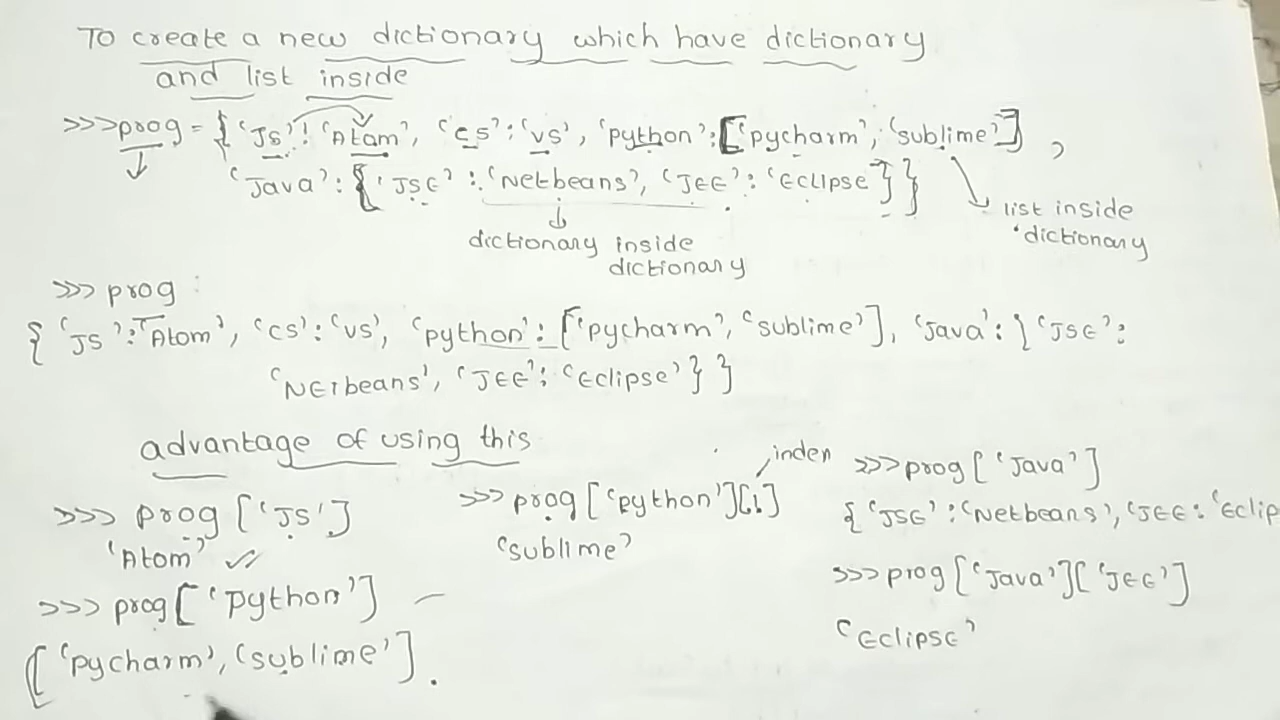 To create a new dictionary which have dictionary
and list inside
>>>prog = {'JS': 'Atom', 'CS': 'VS', 'python': ['pycharm', 'sublime'] ,
'Java': {'JSE': 'Netbeans', 'JEE': 'Eclipse'}}
list inside
dictionary
dictionary inside
dictionary
>>> prog
{'JS': 'Atom', 'CS': 'VS', 'python': ['pycharm', 'sublime'], 'Java': {'JSE':
'NEtbeans', 'JEE': 'Eclipse'}}
advantage of using this
>>> prog ['JS']
'Atom'
>>> prog['python']
['pycharm', 'sublime'].
index
>>> prog['python'][1]
'sublime'
>>>prog['Java']
{'JSE': 'Netbeans', 'JEE: 'Eclip
>>>prog['Java']['JEE']
'Eclipse'